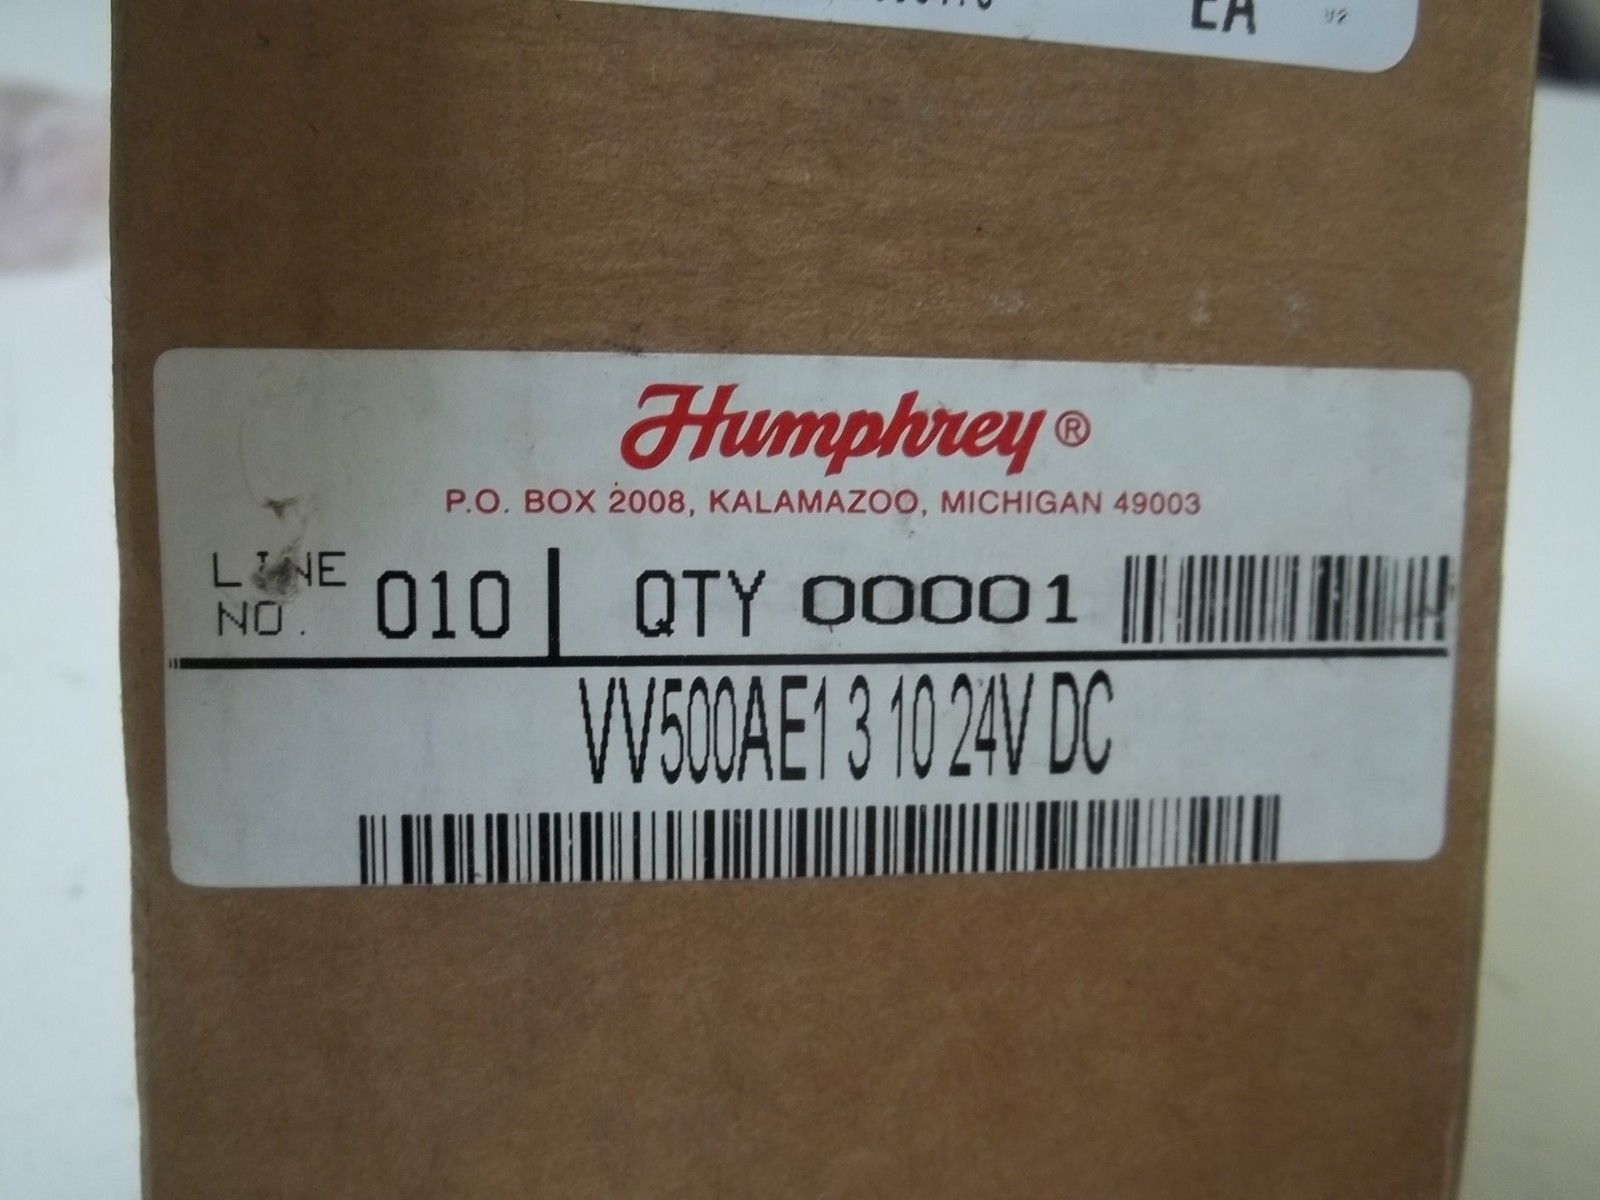 EA
Humphrey®
P.O. BOX 2008, KALAMAZOO, MICHIGAN 49003
LINE NO. 010 QTY 00001
VV500AE1 3 10 24V DC